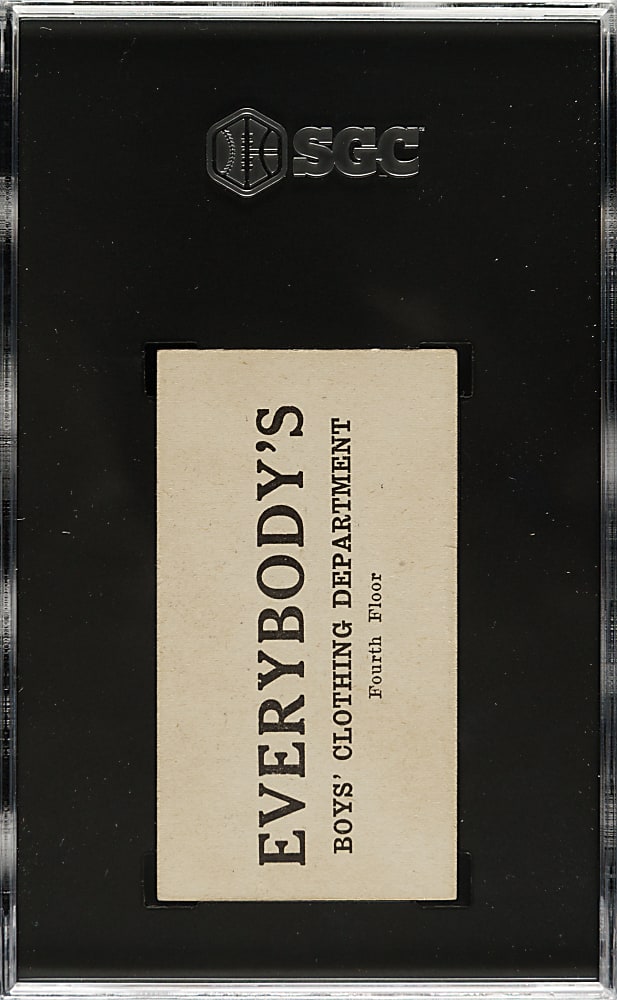 SGC
EVERYBODY'S
BOYS' CLOTHING DEPARTMENT
Fourth Floor